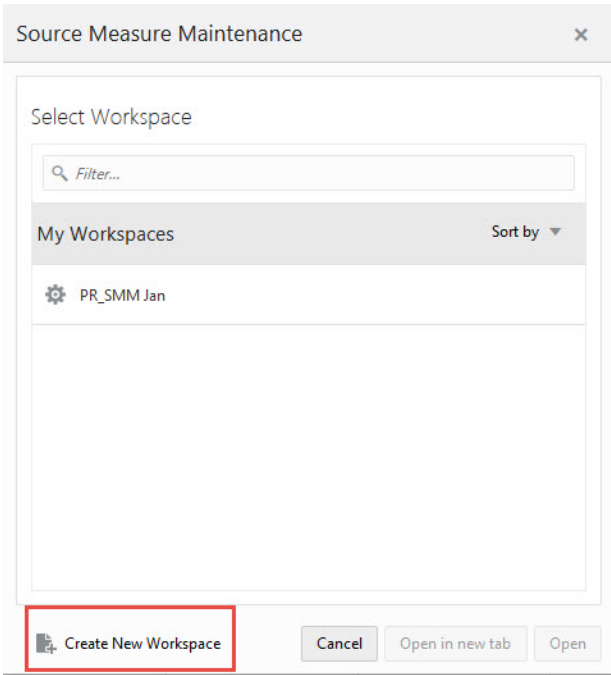 Source Measure Maintenance
Select Workspace
Filter...
My Workspaces Sort by
PR_SMM Jan
Create New Workspace Cancel Open in new tab Open